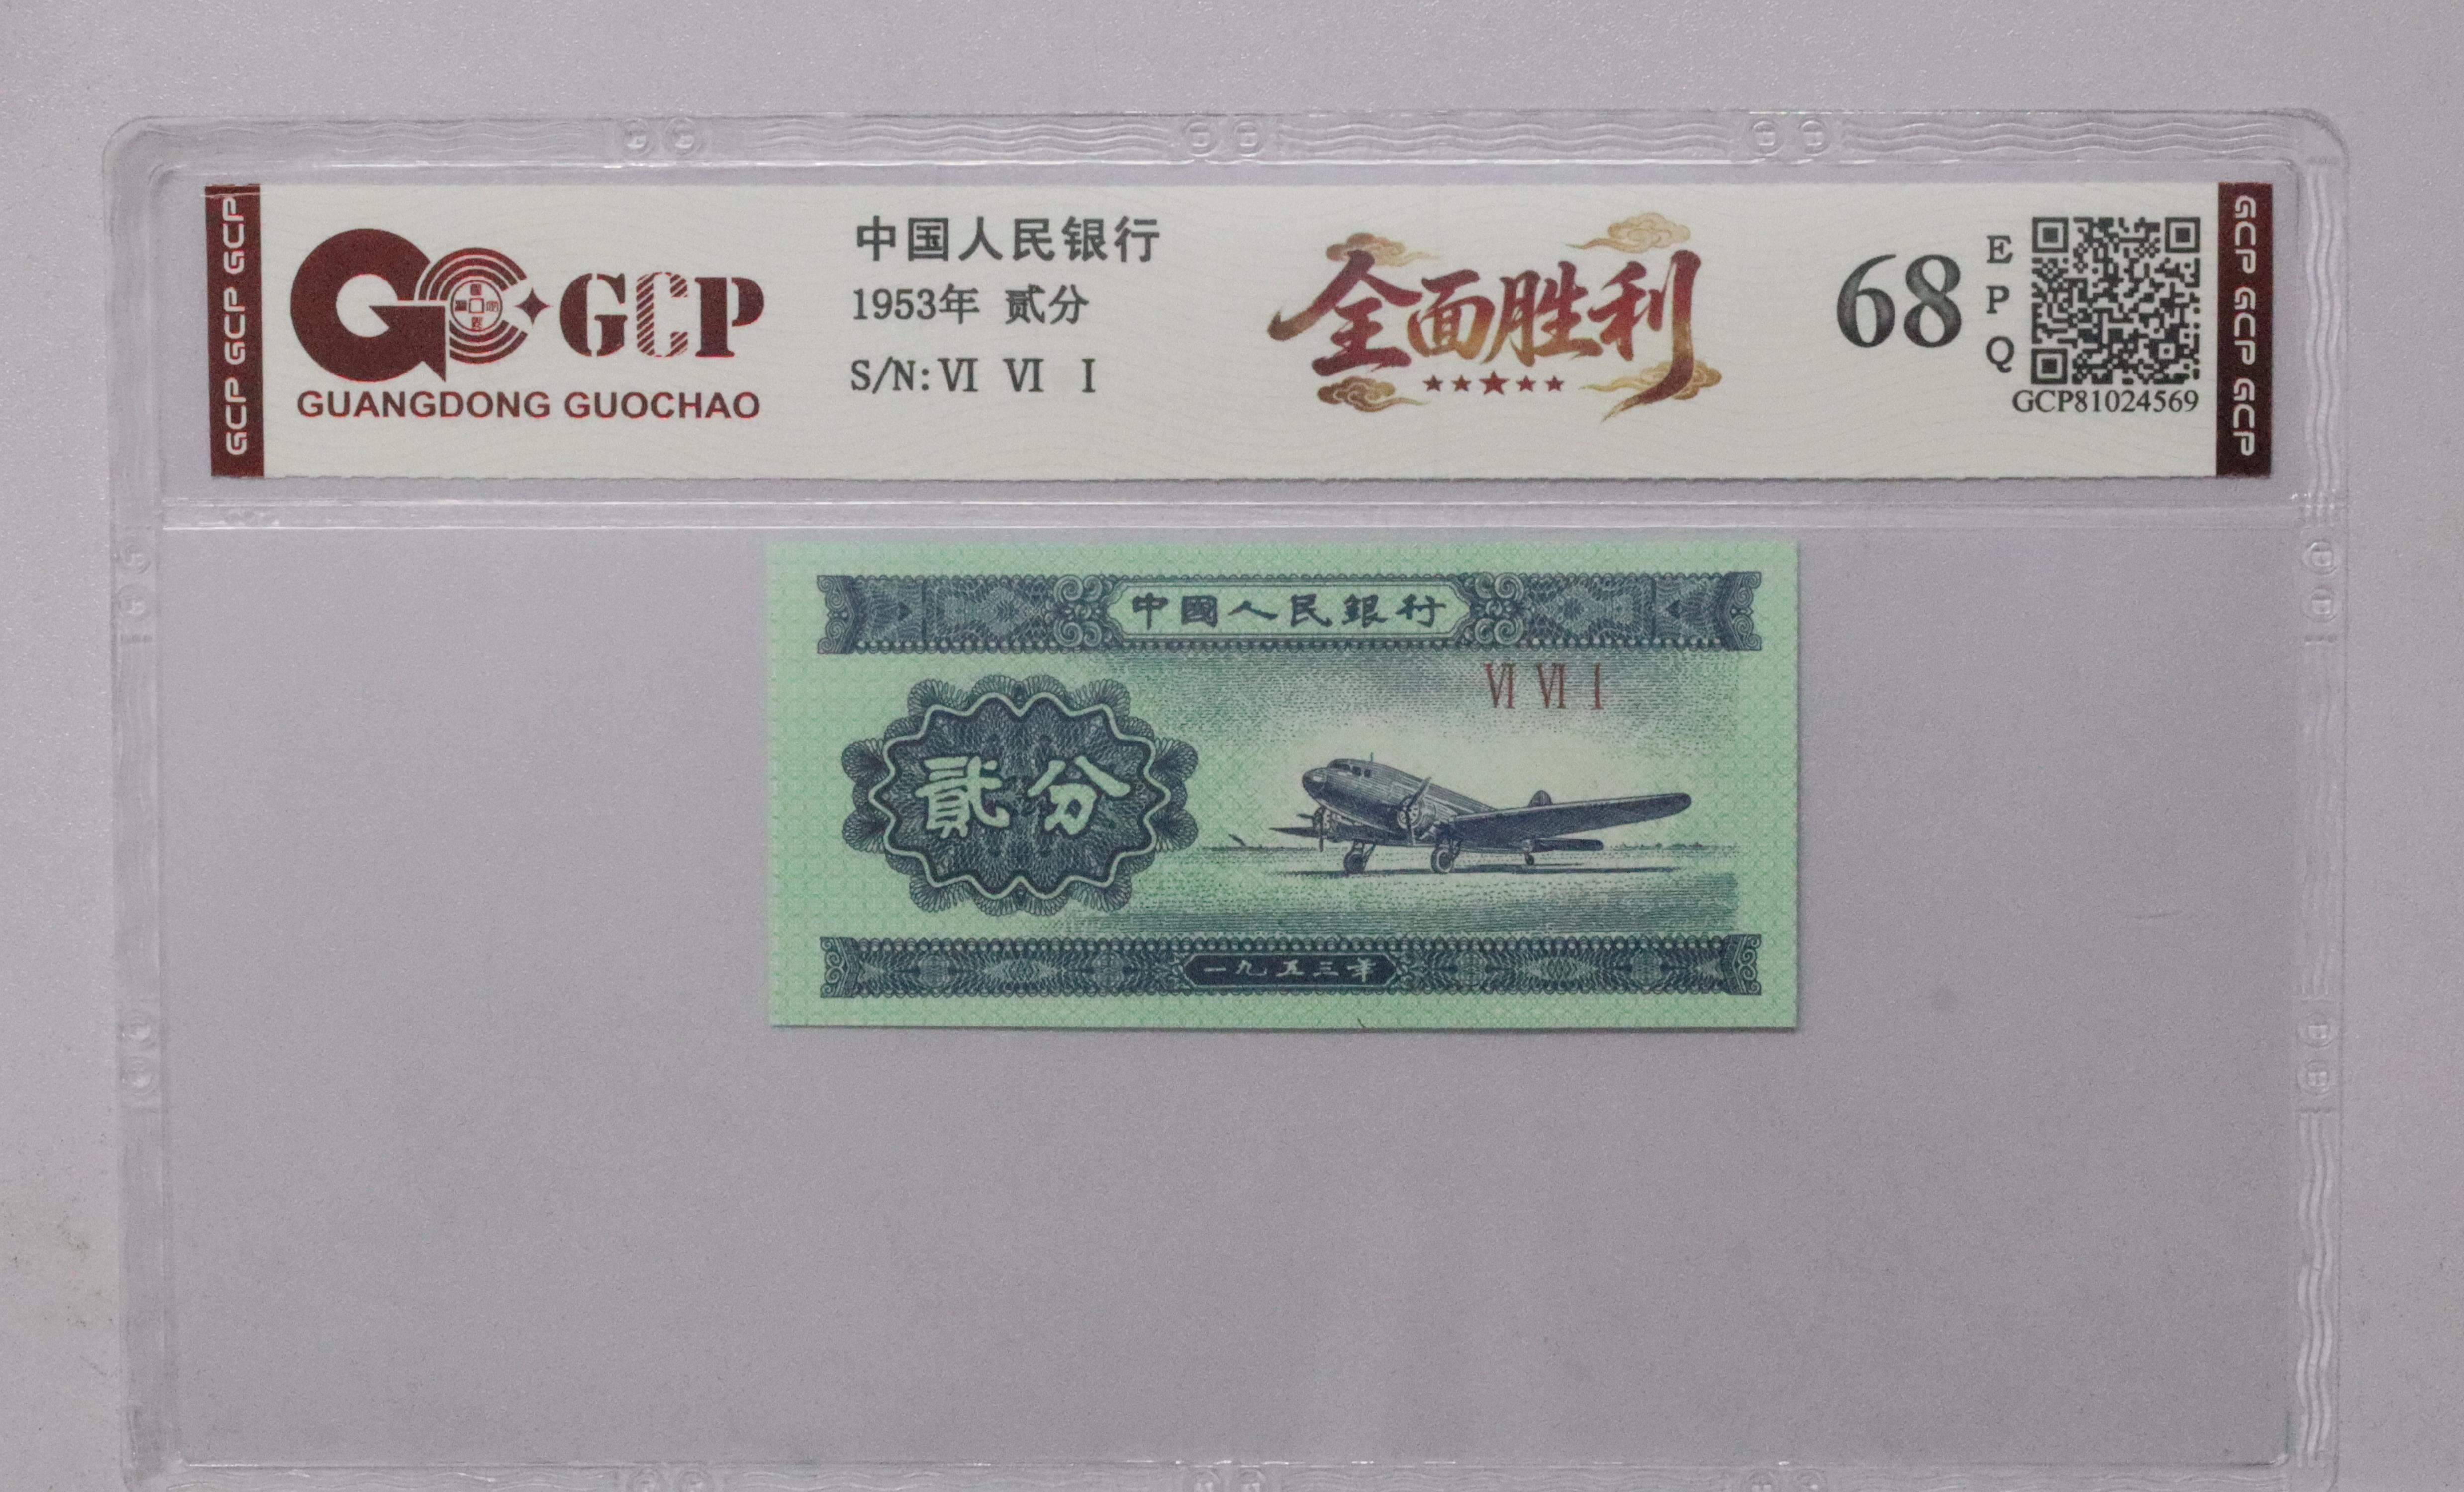 GCP GCP GCP
GCP
GUANGDONG GUOCHAO
中国人民银行
1953年 贰分
S/N: VI VI I
全面胜利
68
EPQ
GCP81024569
GCP GCP GCP
中國人民銀行
VI VI I
貳分
一九五三年